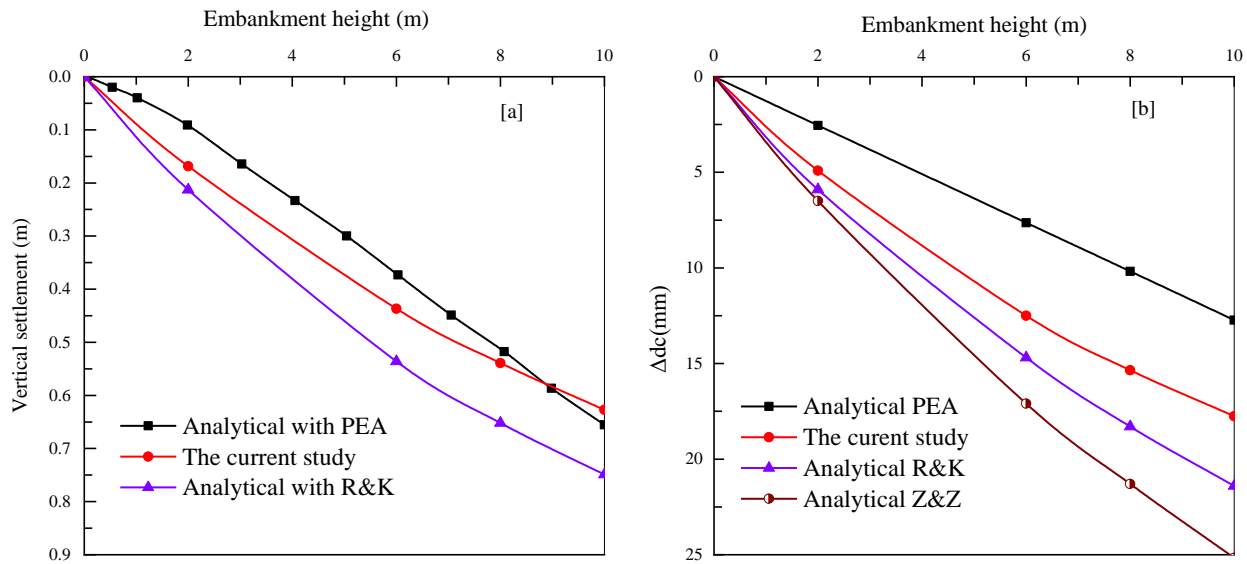 Embankment height (m)
0 2 4 6 8 10
0.0
0.1
0.2
0.3
0.4
0.5
0.6
0.7
0.8
0.9
Vertical settlement (m)
[a]
Analytical with PEA
The current study
Analytical with R&K
Embankment height (m)
0 2 4 6 8 10
0
5
10
15
20
25
Δdc(mm)
[b]
Analytical PEA
The curent study
Analytical R&K
Analytical Z&Z